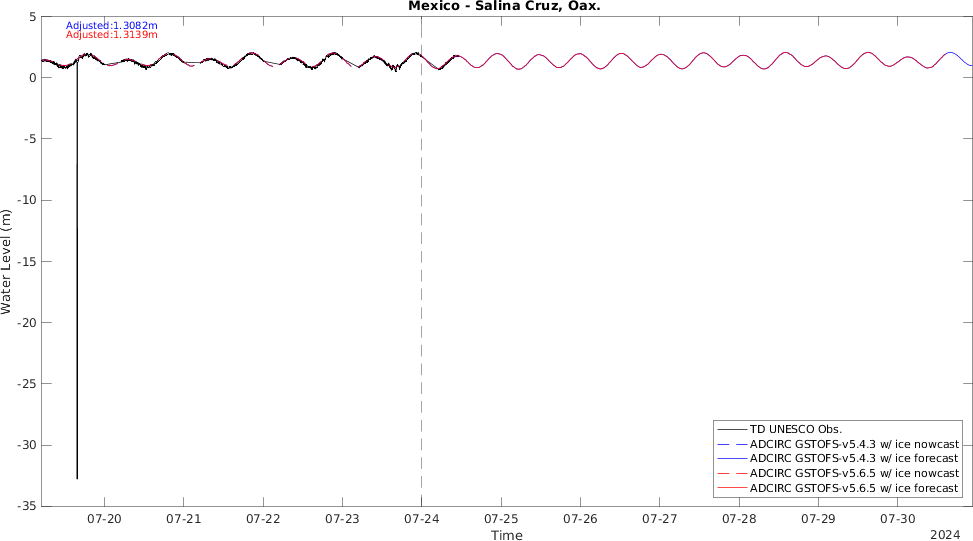 Mexico - Salina Cruz, Oax.
Adjusted:1.3082m
Adjusted:1.3139m
5
0
-5
-10
-15
-20
-25
-30
-35
Water Level (m)
TD UNESCO Obs.
ADCIRC GSTOFS-v5.4.3 w/ ice nowcast
ADCIRC GSTOFS-v5.4.3 w/ ice forecast
ADCIRC GSTOFS-v5.6.5 w/ ice nowcast
ADCIRC GSTOFS-v5.6.5 w/ ice forecast
07-20 07-21 07-22 07-23 07-24 07-25 07-26 07-27 07-28 07-29 07-30
Time
2024